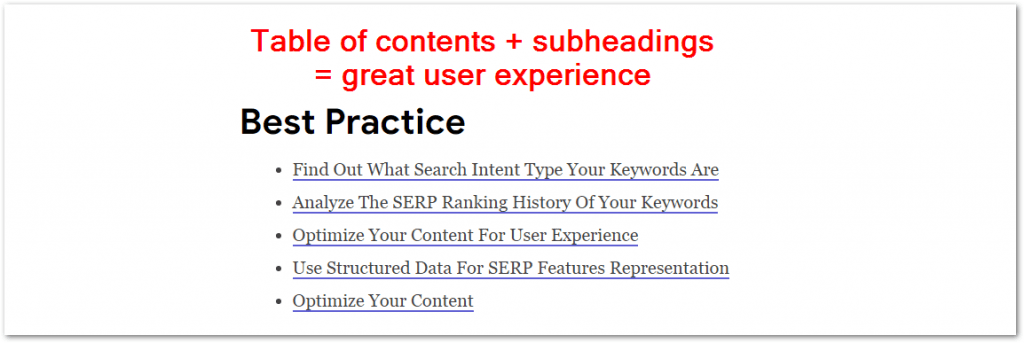 Table of contents + subheadings
= great user experience
Best Practice
Find Out What Search Intent Type Your Keywords Are
Analyze The SERP Ranking History Of Your Keywords
Optimize Your Content For User Experience
Use Structured Data For SERP Features Representation
Optimize Your Content